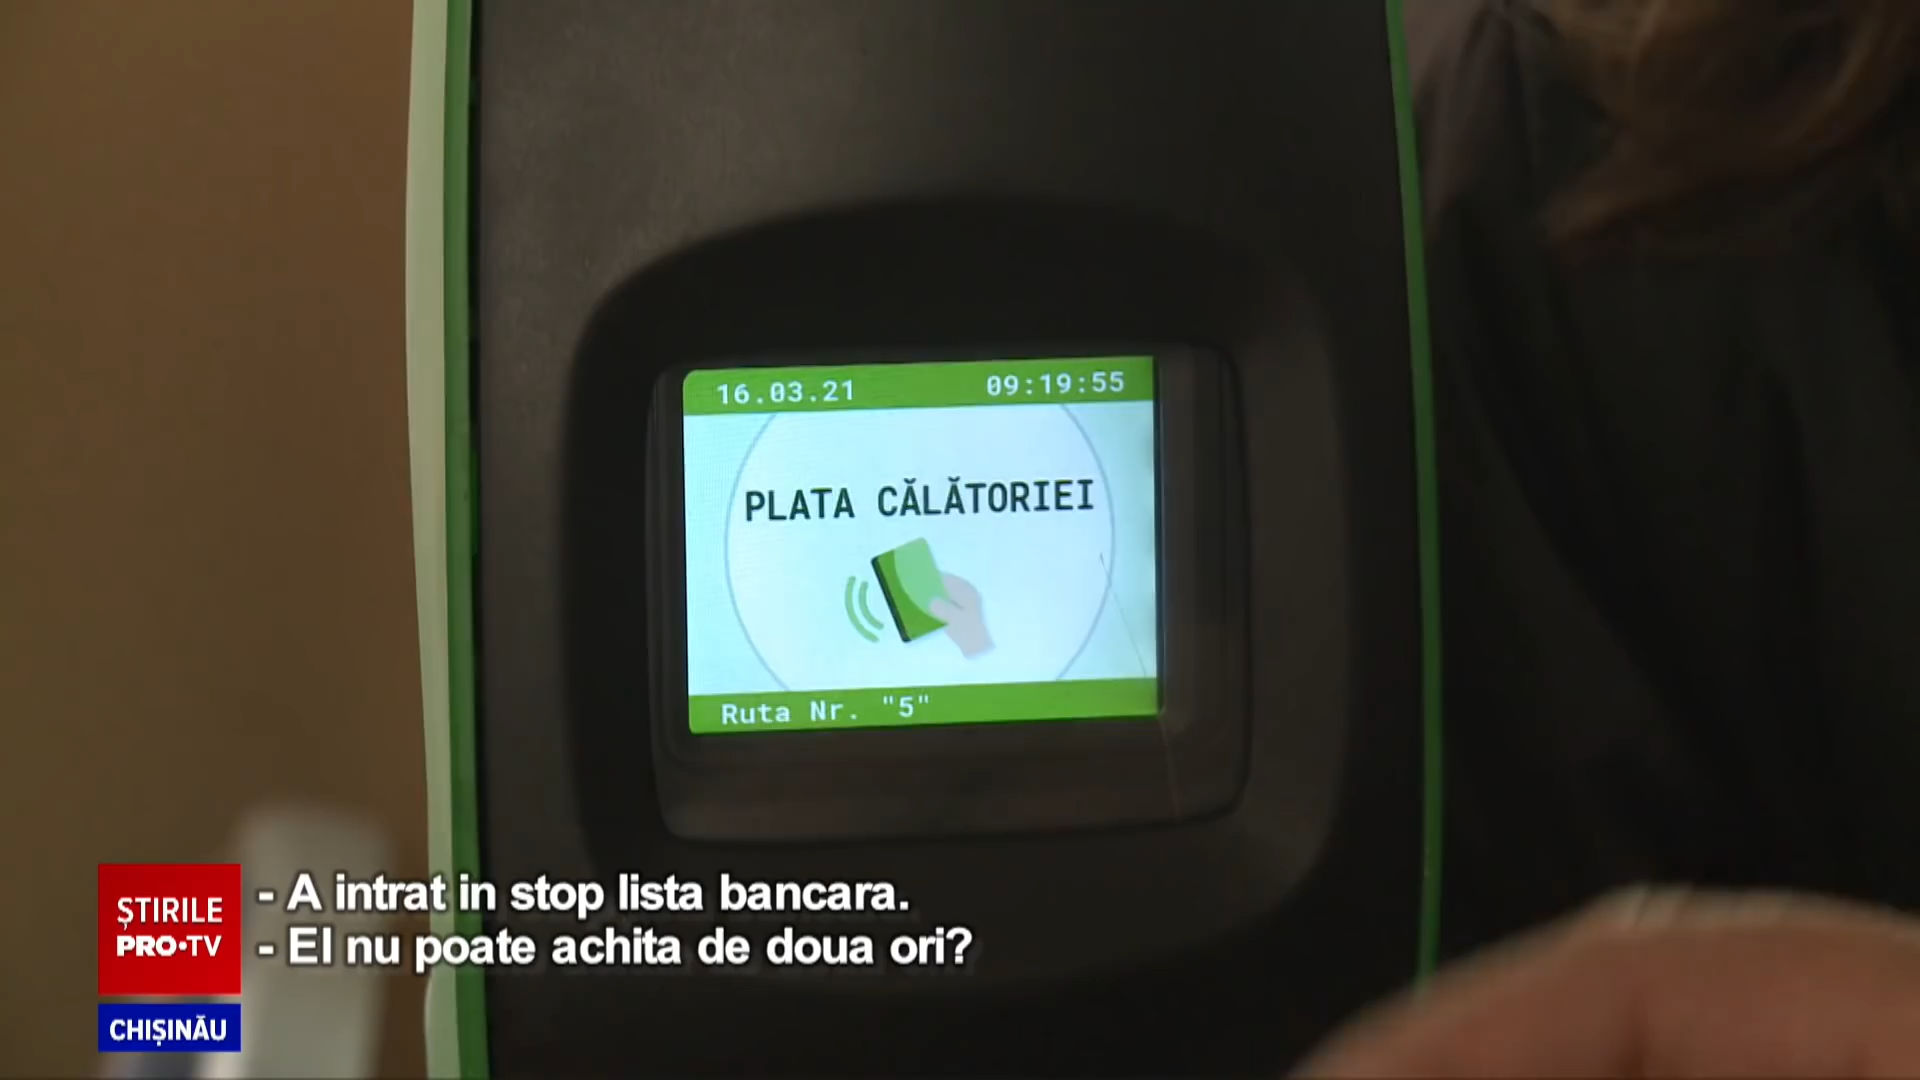 16.03.21 09:19:55
PLATA CĂLĂTORIEI
Ruta Nr. "5"
ȘTIRILE
PRO•TV
CHIȘINĂU
- A intrat in stop lista bancara.
- El nu poate achita de doua ori?